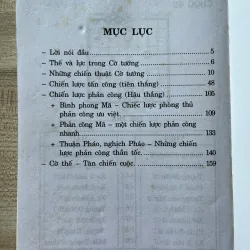 MỤC LỤC
– Lời nói đầu 5
– Thế và lực trong Cờ tướng 6
– Những chiến thuật Cờ tướng 10
– Chiến lược tấn công (tiên thắng) 48
– Chiến lược phản công (Hậu thắng) 105
+ Bình phong Mã – Chiếc lược phòng thủ
phản công ưu việt. 109
+ Phản công Mã – một chiến lược phản công
nhanh 133
+ Thuận Pháo, nghịch Pháo – Những chiến
lược phản công thần tốc. 140
– Cờ thế – Tàn chiến cuộc. 159